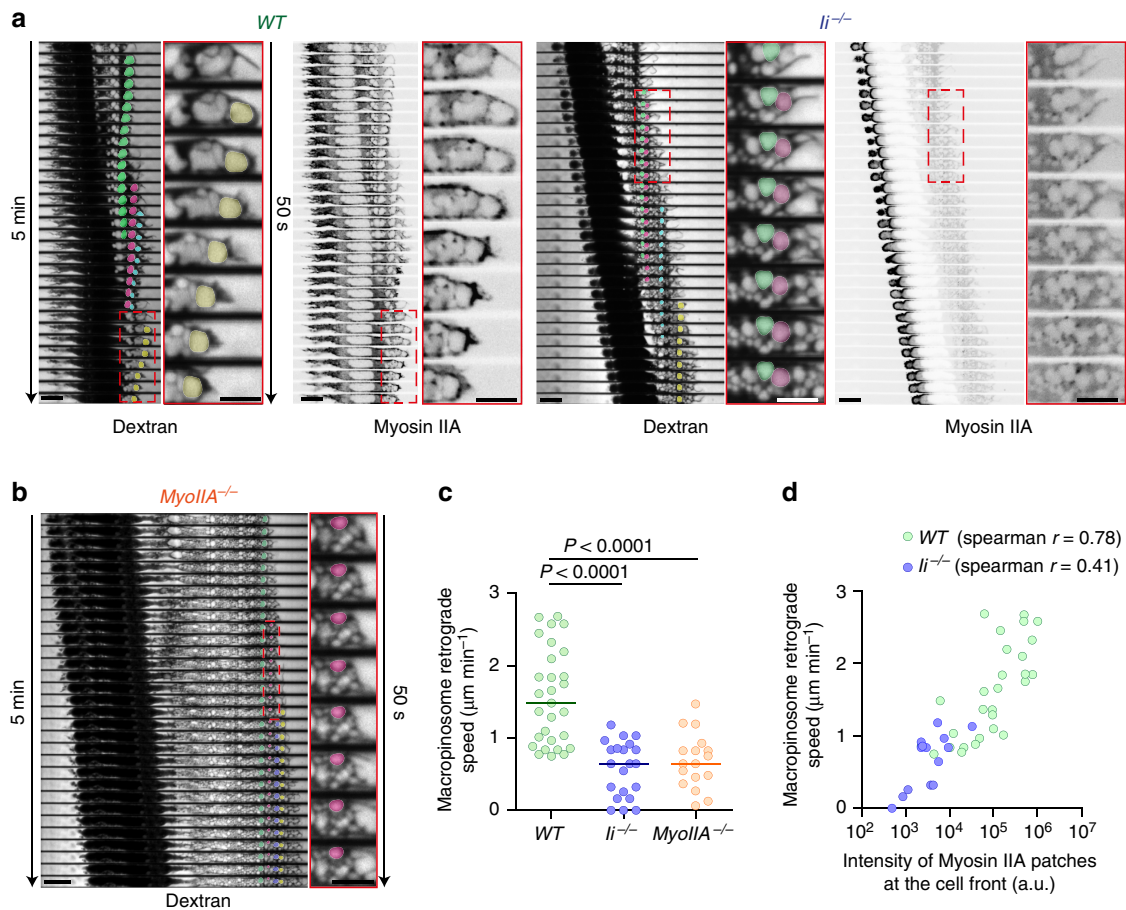 a
WT
Ii−/−
5 min
50 s
Dextran
Myosin IIA
Dextran
Myosin IIA
b
MyoIIA−/−
5 min
50 s
Dextran
c
P < 0.0001
P < 0.0001
Macropinosome retrograde
speed (μm min−1)
3
2
1
0
WT
Ii−/−
MyoIIA−/−
d
WT (spearman r = 0.78)
Ii−/− (spearman r = 0.41)
Macropinosome retrograde
speed (μm min−1)
3
2
1
0
10²
10³
10⁴
10⁵
10⁶
10⁷
Intensity of Myosin IIA patches
at the cell front (a.u.)